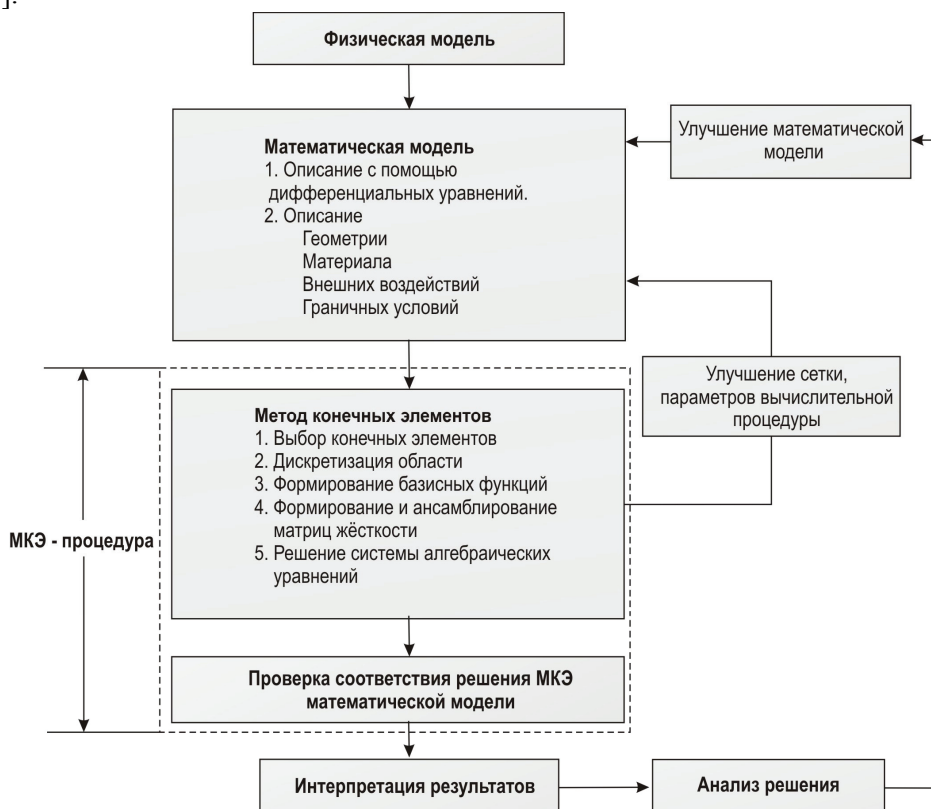 ].
Физическая модель
Математическая модель
1. Описание с помощью
дифференциальных уравнений.
2. Описание
Геометрии
Материала
Внешних воздействий
Граничных условий
Улучшение математической
модели
Улучшение сетки,
параметров вычислительной
процедуры
МКЭ - процедура
Метод конечных элементов
1. Выбор конечных элементов
2. Дискретизация области
3. Формирование базисных функций
4. Формирование и ансамблирование
матриц жёсткости
5. Решение системы алгебраических
уравнений
Проверка соответствия решения МКЭ
математической модели
Интерпретация результатов
Анализ решения